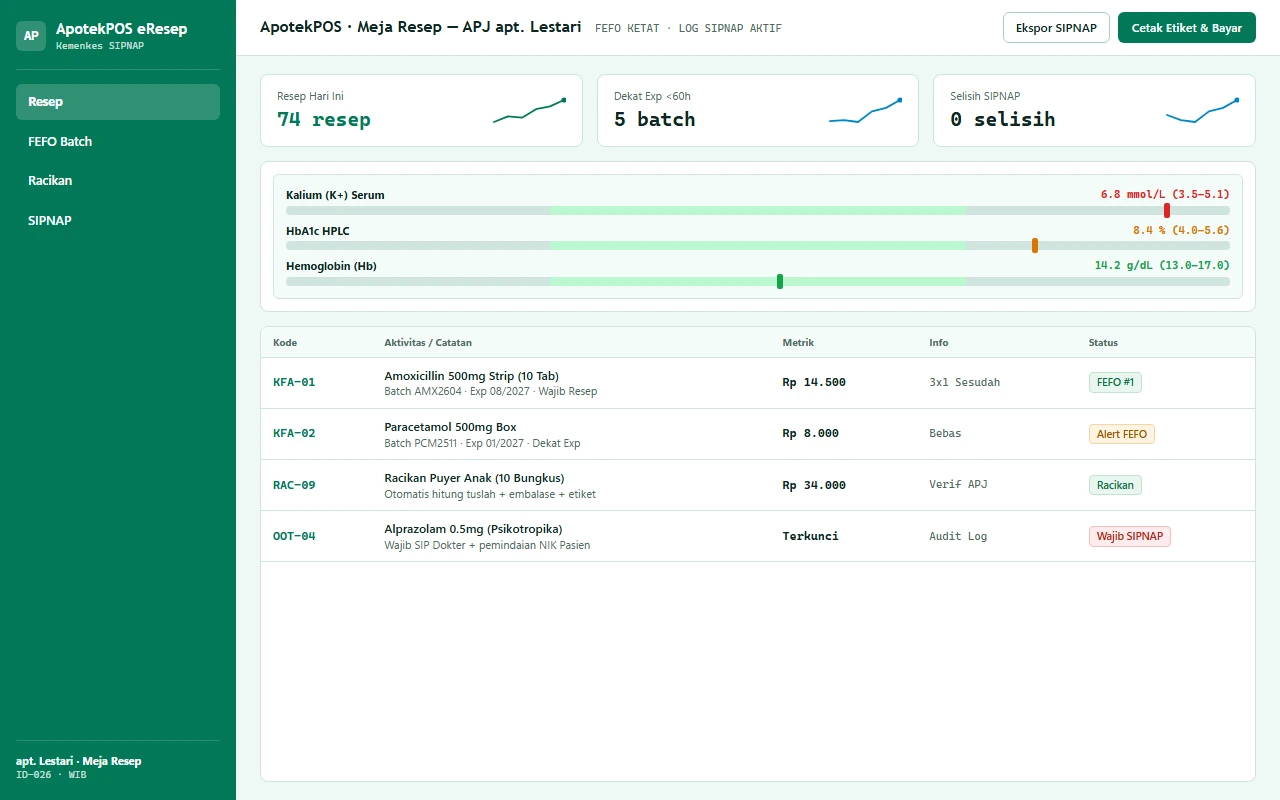 AP
ApotekPOS eResep
Kemenkes SIPNAP
Resep
FEFO Batch
Racikan
SIPNAP
apt. Lestari · Meja Resep
ID-026 · WIB
ApotekPOS · Meja Resep — APJ apt. Lestari
FEFO KETAT · LOG SIPNAP AKTIF
Ekspor SIPNAP
Cetak Etiket & Bayar
Resep Hari Ini
74 resep
Dekat Exp <60h
5 batch
Selisih SIPNAP
0 selisih
Kalium (K+) Serum
6.8 mmol/L (3.5–5.1)
HbA1c HPLC
8.4 % (4.0–5.6)
Hemoglobin (Hb)
14.2 g/dL (13.0–17.0)
Kode Aktivitas / Catatan Metrik Info Status
KFA-01 Amoxicillin 500mg Strip (10 Tab) Rp 14.500 3x1 Sesudah FEFO #1
Batch AMX2604 · Exp 08/2027 · Wajib Resep
KFA-02 Paracetamol 500mg Box Rp 8.000 Bebas Alert FEFO
Batch PCM2511 · Exp 01/2027 · Dekat Exp
RAC-09 Racikan Puyer Anak (10 Bungkus) Rp 34.000 Verif APJ Racikan
Otomatis hitung tuslah + embalase + etiket
OOT-04 Alprazolam 0.5mg (Psikotropika) Terkunci Audit Log Wajib SIPNAP
Wajib SIP Dokter + pemindaian NIK Pasien